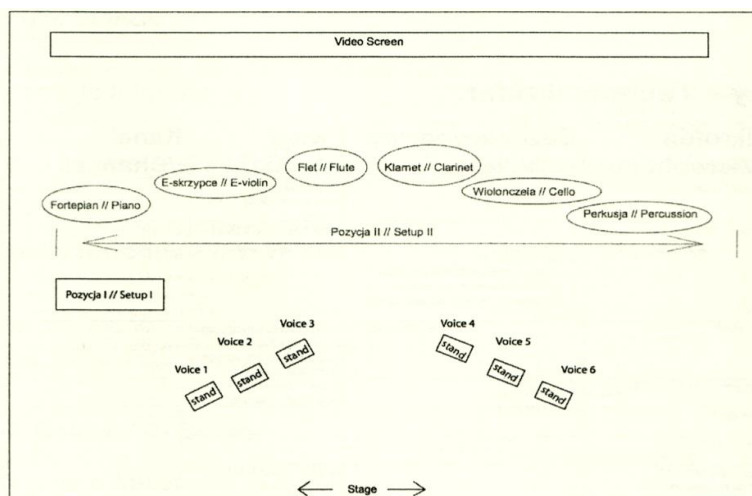 Video Screen
Flet // Flute
Klarnet // Clarinet
E-skrzypce // E-violin
Wiolonczela // Cello
Fortepian // Piano
Perkusja // Percussion
Pozycja II // Setup II
Pozycja I // Setup I
Voice 3
Voice 4
Voice 2
Voice 5
stand
stand
Voice 1
Voice 6
stand
stand
stand
stand
Stage